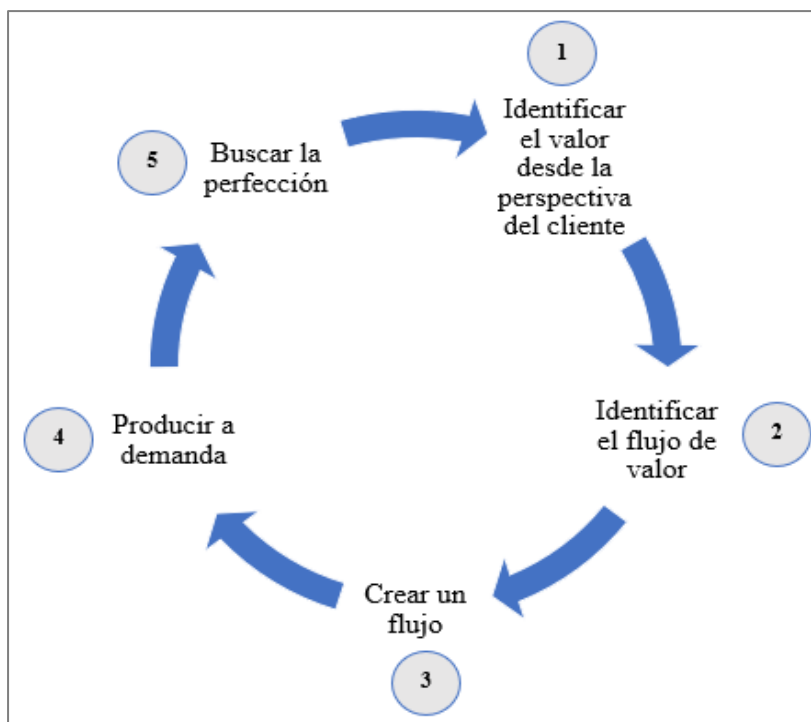 1
Identificar
el valor
desde la
perspectiva
del cliente
2
Identificar
el flujo de
valor
3
Crear un
flujo
4
Producir a
demanda
5
Buscar la
perfección